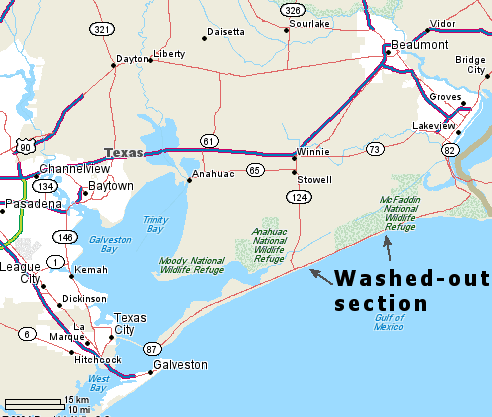 326
Sourlake
321
Daisetta
Vidor
Beaumont
Dayton
Liberty
Bridge
City
Groves
Lakeview
90
Texas
61
73
82
Winnie
Channelview
65
Anahuac
Stowell
134
Baytown
124
Pasadena
McFaddin
National
Wildlife
Refuge
Trinity
Bay
146
Galveston
Bay
Anahuac
National
Wildlife
Refuge
Moody National
Wildlife Refuge
League
City
1
Kemah
Washed-out
section
Dickinson
Gulf of
Mexico
Texas
City
6
La
Marque
87
Hitchcock
Galveston
West
Bay
15 km
10 mi